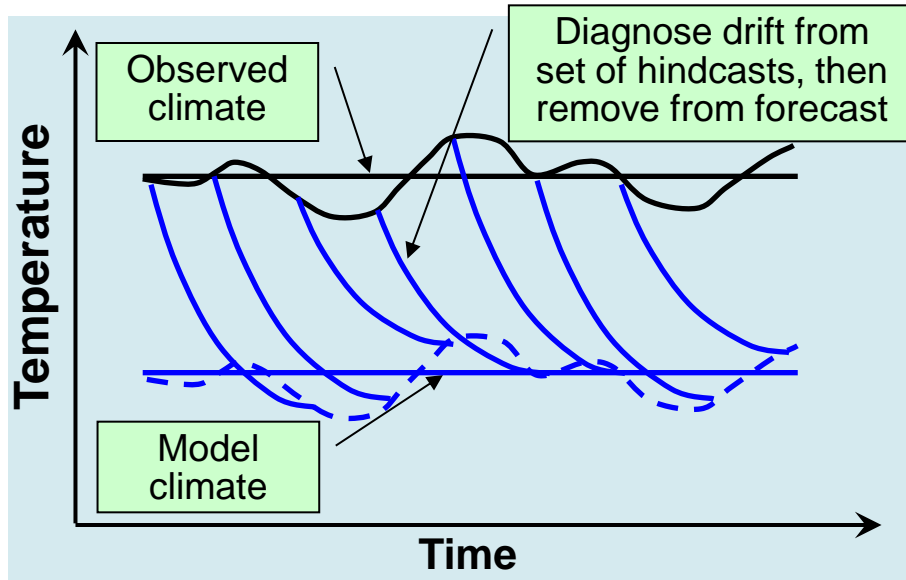 Observed
climate
Diagnose drift from
set of hindcasts, then
remove from forecast
Temperature
Model
climate
Time